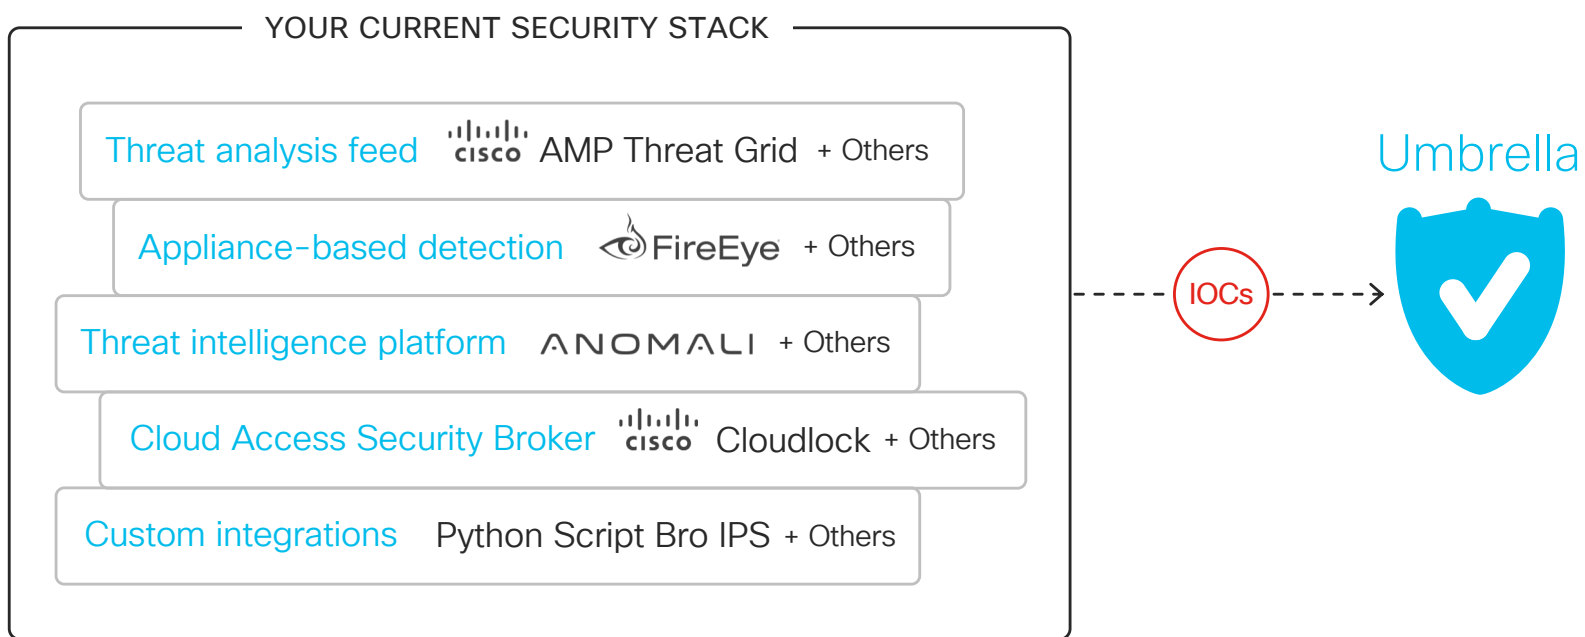 YOUR CURRENT SECURITY STACK
Threat analysis feed CISCO AMP Threat Grid + Others
Appliance-based detection FireEye + Others
Threat intelligence platform ANOMALI + Others
Cloud Access Security Broker CISCO Cloudlock + Others
Custom integrations Python Script Bro IPS + Others
IOCs
Umbrella